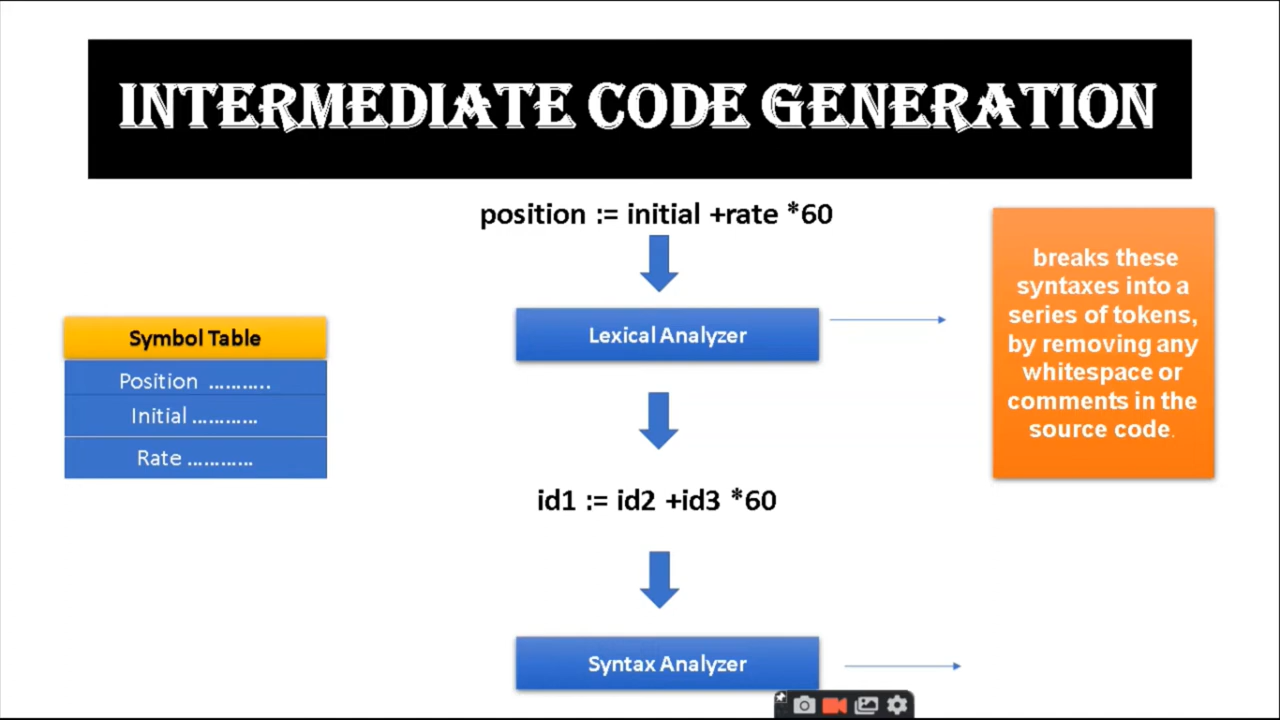 INTERMEDIATE CODE GENERATION
position := initial +rate *60
Lexical Analyzer
breaks these
syntaxes into a
series of tokens,
by removing any
whitespace or
comments in the
source code.
Symbol Table
Position ...........
Initial ............
Rate ............
id1 := id2 +id3 *60
Syntax Analyzer